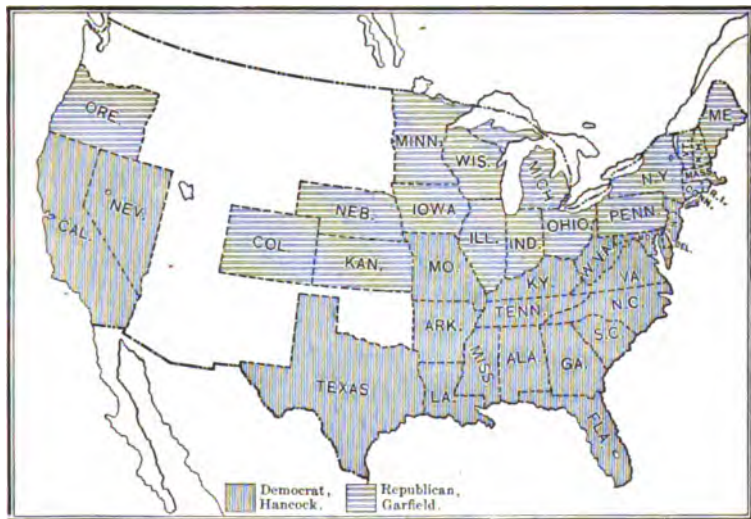 ORE.
CAL.
NEV.
COL.
NEB.
KAN.
TEXAS
MINN.
IOWA
MO.
ARK.
LA.
WIS.
ILL.
MICH.
IND.
OHIO.
KY.
TENN.
MISS
ALA.
GA.
FLA.
S.C.
N.C.
VA.
W.VA.
PENN.
N.Y.
ME.
MASS.
R.I.
DEL.
Democrat,
Hancock.
Republican,
Garfield.